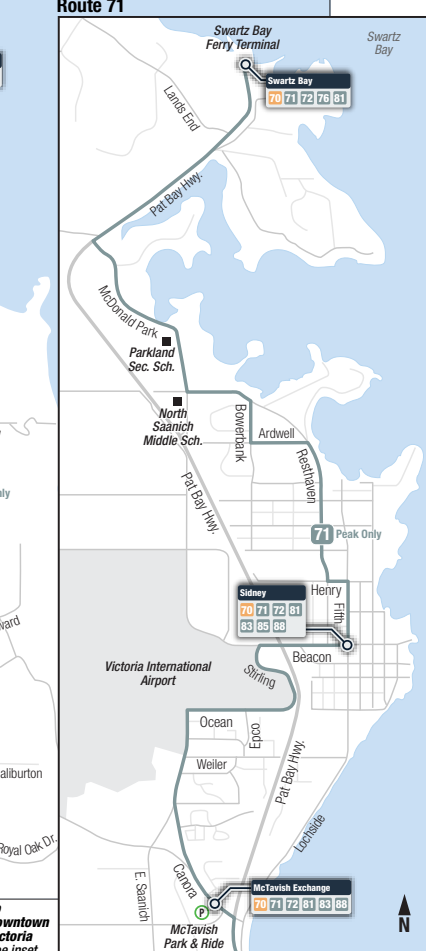 Route 71
Swartz Bay
Ferry Terminal
Swartz
Bay
Swartz Bay
70 71 72 76 81
Lands End
Pat Bay Hwy.
McDonald Park
Parkland
Sec. Sch.
North
Saanich
Middle Sch.
Bowerbank
Ardwell
Resthaven
Pat Bay Hwy.
71 Peak Only
Sidney
70 71 72 81
83 85 88
Henry
Fifth
Beacon
Stirling
Victoria International
Airport
Ocean
Epco
Weiler
Pat Bay Hwy.
Lochside
Canora
E. Saanich
McTavish Exchange
70 71 72 81 83 88
P
McTavish
Park & Ride
N
Royal Oak Dr.